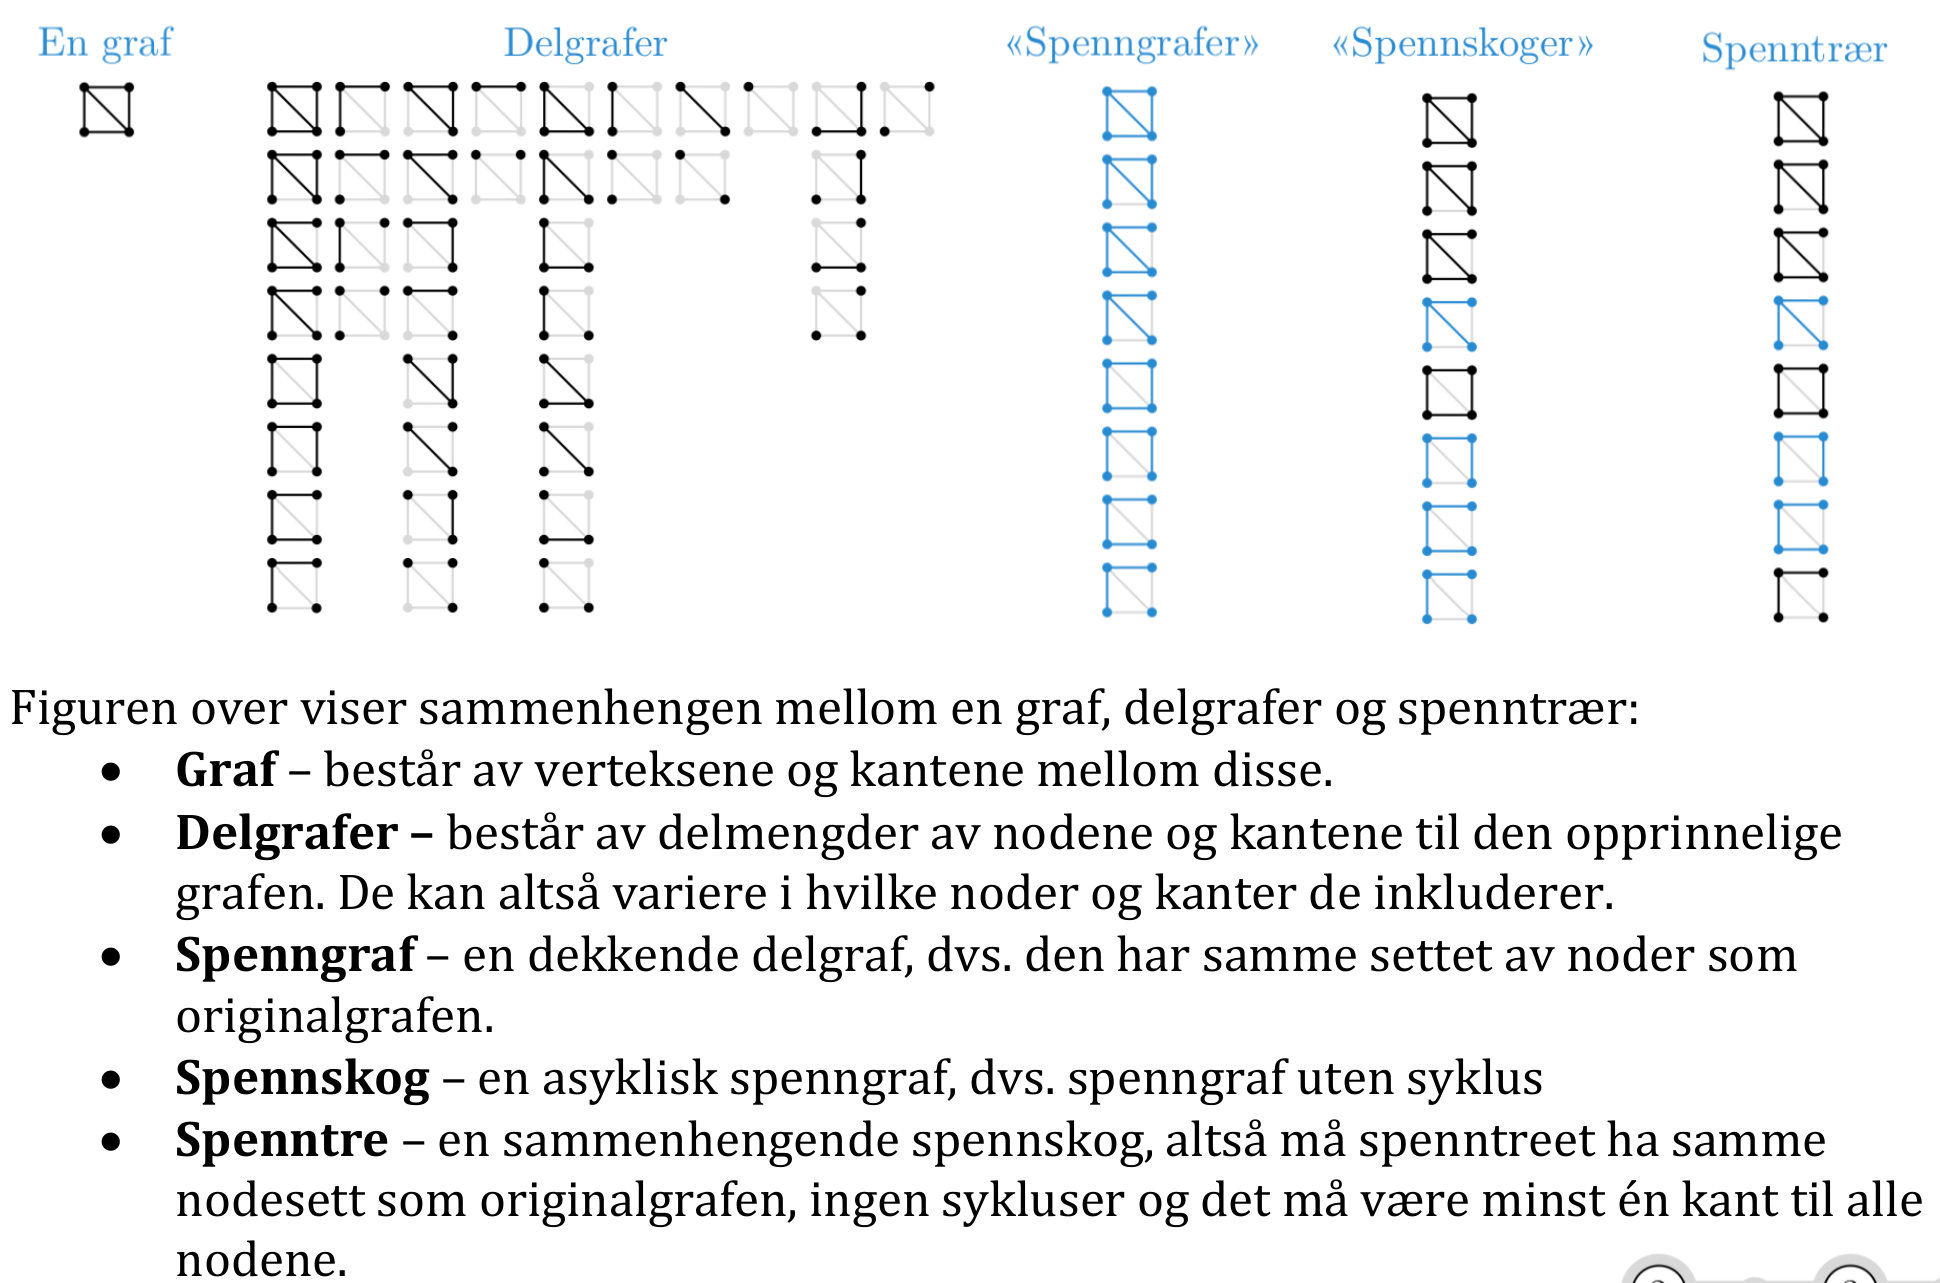 En graf
Delgrafer
«Spenngrafer»
«Spennskoger»
Spenntrær
Figuren over viser sammenhengen mellom en graf, delgrafer og spenntrær:
• Graf – består av verteksene og kantene mellom disse.
• Delgrafer – består av delmengder av nodene og kantene til den opprinnelige
grafen. De kan altså variere i hvilke noder og kanter de inkluderer.
• Spenngraf – en dekkende delgraf, dvs. den har samme settet av noder som
originalgrafen.
• Spennskog – en asyklisk spenngraf, dvs. spenngraf uten syklus
• Spenntre – en sammenhengende spennskog, altså må spenntreet ha samme
nodesett som originalgrafen, ingen sykluser og det må være minst én kant til alle
nodene.